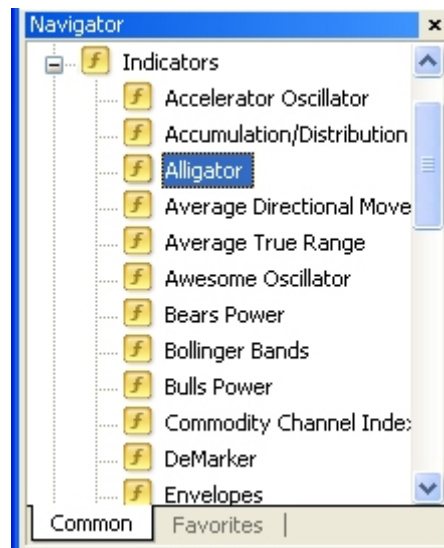 Navigator
Indicators
Accelerator Oscillator
Accumulation/Distribution
Alligator
Average Directional Move
Average True Range
Awesome Oscillator
Bears Power
Bollinger Bands
Bulls Power
Commodity Channel Index
DeMarker
Envelopes
Common Favorites